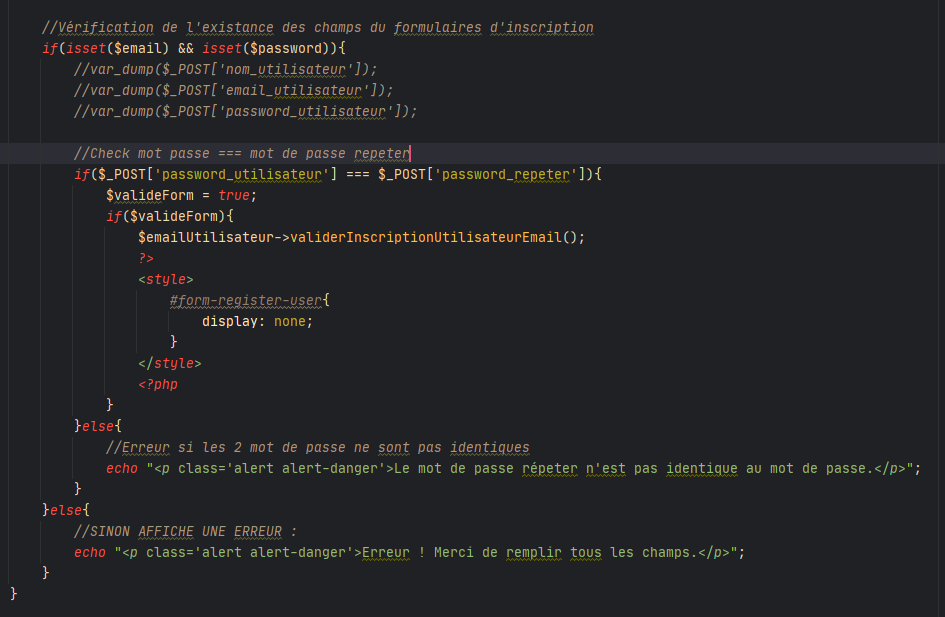 //Vérification de l'existance des champs du formulaires d'inscription
if(isset($email) && isset($password)){
//var_dump($_POST['nom_utilisateur']);
//var_dump($_POST['email_utilisateur']);
//var_dump($_POST['password_utilisateur']);
//Check mot passe === mot de passe repeter
if($_POST['password_utilisateur'] === $_POST['password_repeter']){
$valideForm = true;
if($valideForm){
$emailUtilisateur->validerInscriptionUtilisateurEmail();
?>
<style>
#form-register-user{
display: none;
}
</style>
<?php
}
}else{
//Erreur si les 2 mot de passe ne sont pas identiques
echo "<p class='alert alert-danger'>Le mot de passe répeter n'est pas identique au mot de passe.</p>";
}
}else{
//SINON AFFICHE UNE ERREUR :
echo "<p class='alert alert-danger'>Erreur ! Merci de remplir tous les champs.</p>";
}
}